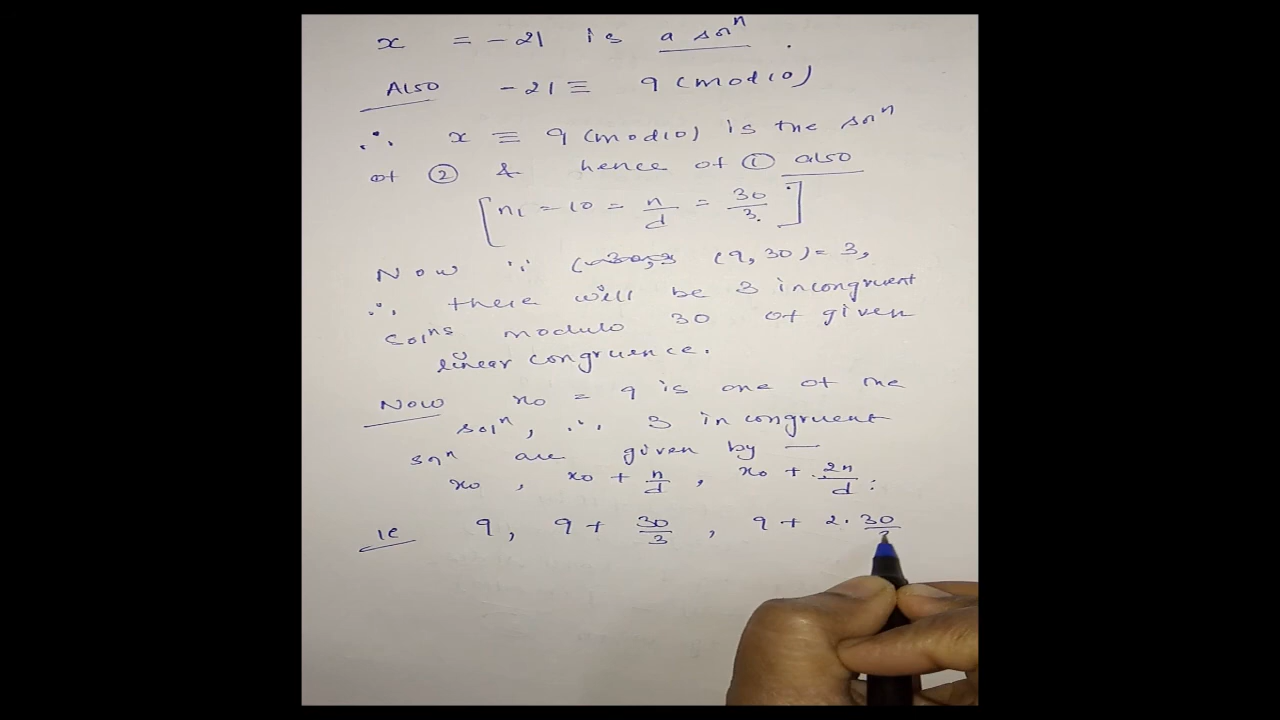 x = -21 is a solⁿ.
Also -21 ≡ 9 (mod 10)
∴ x ≡ 9 (mod 10) is the solⁿ
of ② & hence of ① also
[n₁ = 10 = n/d = 30/3.]
Now ∵ (9, 30) = 3,
∴ there will be 3 incongruent
solⁿˢ modulo 30 of given
linear congruence.
Now x₀ = 9 is one of the
solⁿ, ∴ 3 incongruent
solⁿ are given by —
x₀, x₀ + n/d, x₀ + 2n/d :
ie 9, 9 + 30/3, 9 + 2·30/3